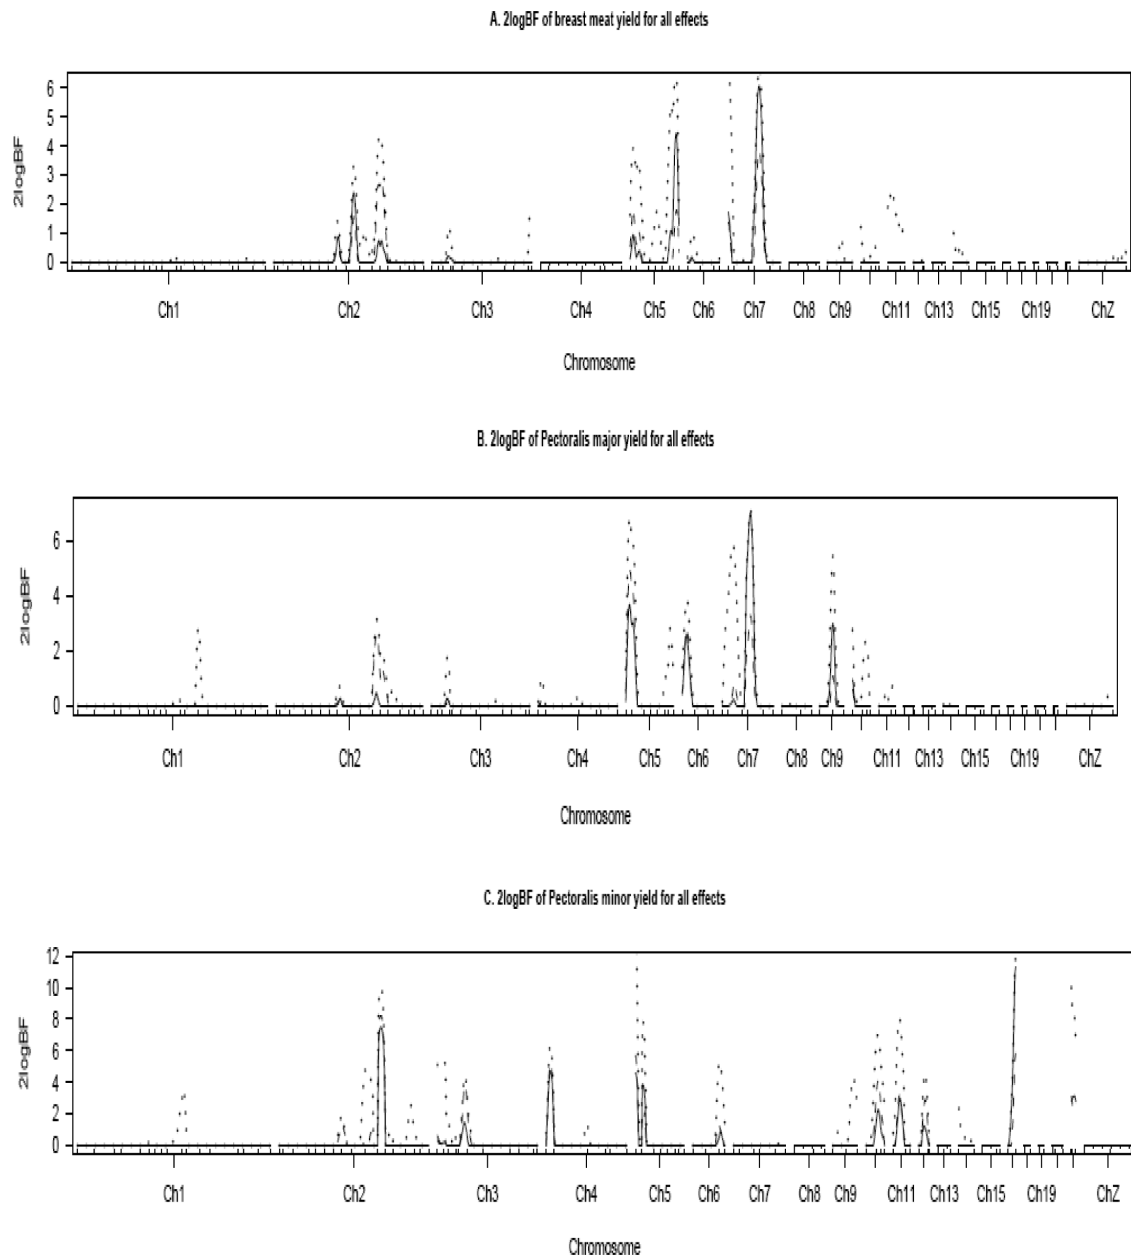 A. 2logBF of breast meat yield for all effects
6
5
4
3
2
1
0
2logBF
Ch1 Ch2 Ch3 Ch4 Ch5 Ch6 Ch7 Ch8 Ch9 Ch11 Ch13 Ch15 Ch19 ChZ
Chromosome
B. 2logBF of Pectoralis major yield for all effects
6
4
2
0
2logBF
Ch1 Ch2 Ch3 Ch4 Ch5 Ch6 Ch7 Ch8 Ch9 Ch11 Ch13 Ch15 Ch19 ChZ
Chromosome
C. 2logBF of Pectoralis minor yield for all effects
12
10
8
6
4
2
0
2logBF
Ch1 Ch2 Ch3 Ch4 Ch5 Ch6 Ch7 Ch8 Ch9 Ch11 Ch13 Ch15 Ch19 ChZ
Chromosome